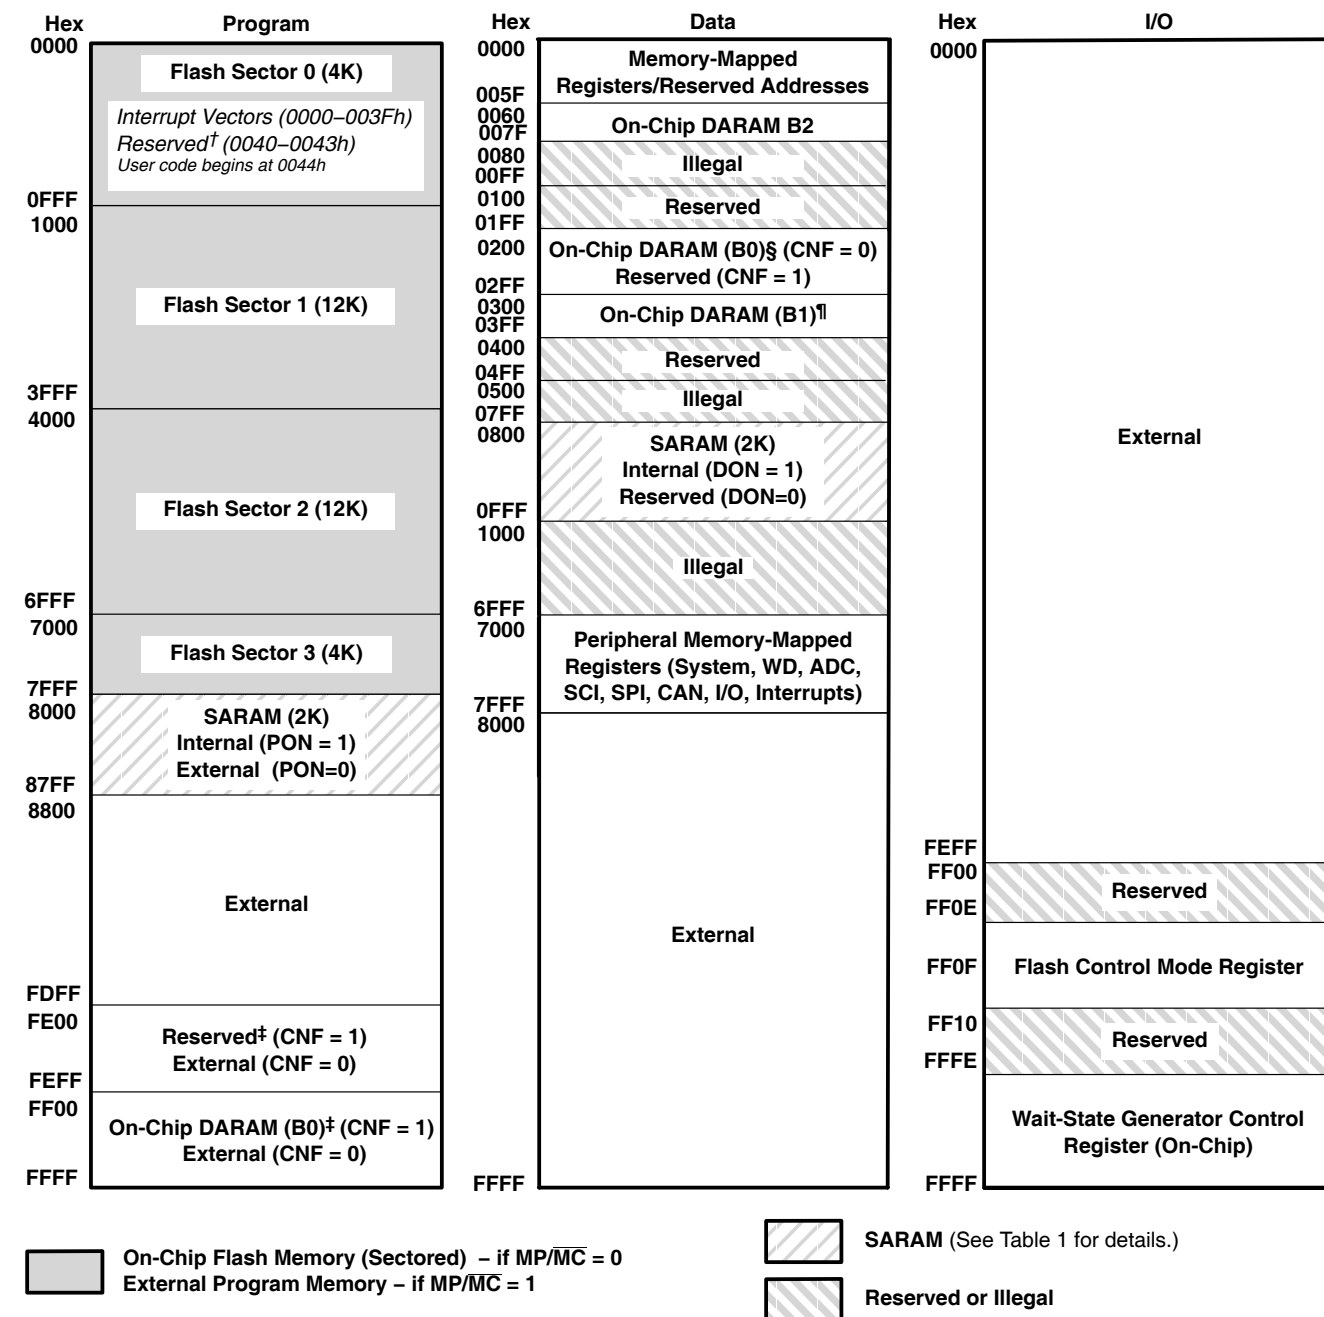 Hex Program
0000
Flash Sector 0 (4K)
Interrupt Vectors (0000–003Fh)
Reserved† (0040–0043h)
User code begins at 0044h
0FFF
1000
Flash Sector 1 (12K)
3FFF
4000
Flash Sector 2 (12K)
6FFF
7000
Flash Sector 3 (4K)
7FFF
8000
SARAM (2K)
Internal (PON = 1)
External (PON=0)
87FF
8800
External
FDFF
FE00
Reserved‡ (CNF = 1)
External (CNF = 0)
FEFF
FF00
On-Chip DARAM (B0)‡ (CNF = 1)
External (CNF = 0)
FFFF
Hex Data
0000
Memory-Mapped
Registers/Reserved Addresses
005F
0060
On-Chip DARAM B2
007F
0080
Illegal
00FF
0100
Reserved
01FF
0200
On-Chip DARAM (B0)§ (CNF = 0)
Reserved (CNF = 1)
02FF
0300
On-Chip DARAM (B1)¶
03FF
0400
Reserved
04FF
0500
Illegal
07FF
0800
SARAM (2K)
Internal (DON = 1)
Reserved (DON=0)
0FFF
1000
Illegal
6FFF
7000
Peripheral Memory-Mapped
Registers (System, WD, ADC,
SCI, SPI, CAN, I/O, Interrupts)
7FFF
8000
External
FFFF
Hex I/O
0000
External
FEFF
FF00
Reserved
FF0E
FF0F
Flash Control Mode Register
FF10
Reserved
FFFE
Wait-State Generator Control
Register (On-Chip)
FFFF
On-Chip Flash Memory (Sectored) – if MP/M̅C̅ = 0
External Program Memory – if MP/M̅C̅ = 1
SARAM (See Table 1 for details.)
Reserved or Illegal